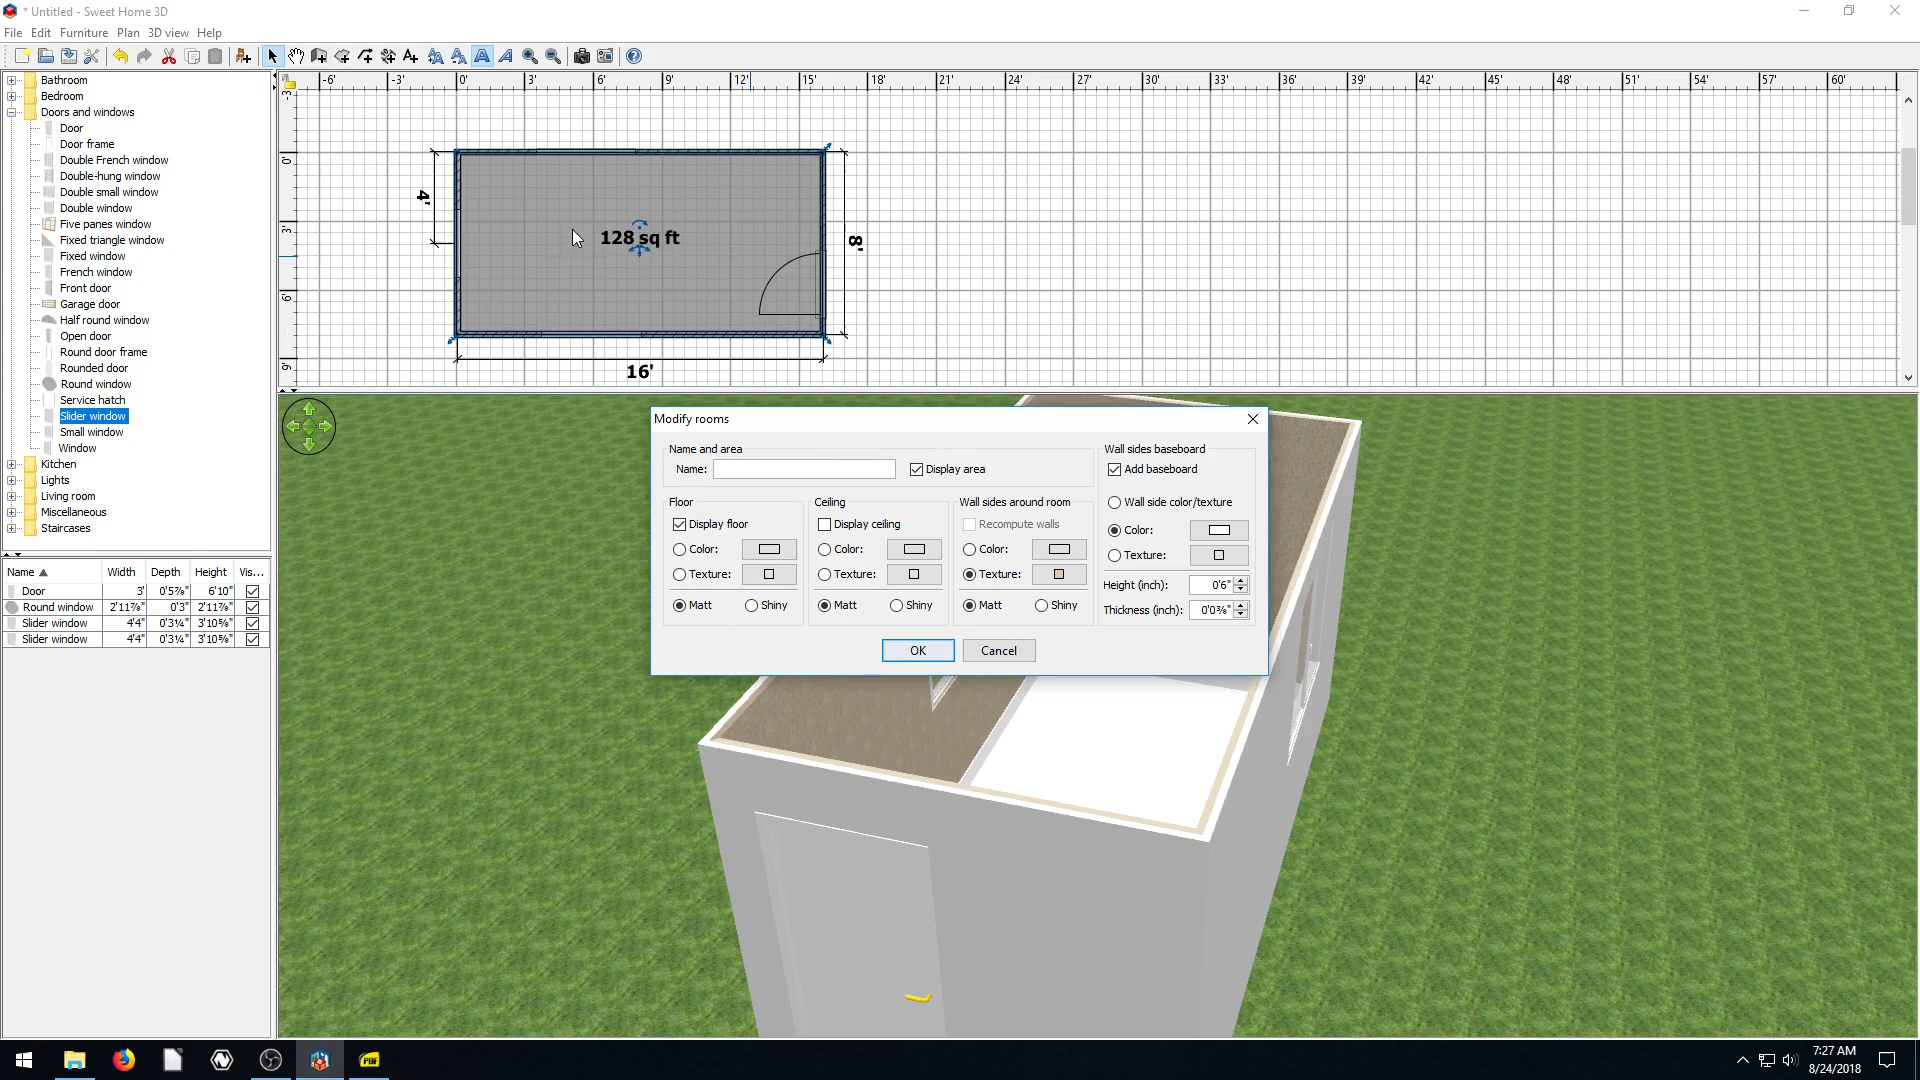 * Untitled - Sweet Home 3D
File Edit Furniture Plan 3D view Help
-6' -3' 0' 3' 6' 9' 12' 15' 18' 21' 24' 27' 30' 33' 36' 39' 42' 45' 48' 51' 54' 57' 60'
-3'
0'
3'
6'
9'
4'
128 sq ft
8'
16'
Bathroom
Bedroom
Doors and windows
Door
Door frame
Double French window
Double-hung window
Double small window
Double window
Five panes window
Fixed triangle window
Fixed window
French window
Front door
Garage door
Half round window
Open door
Round door frame
Rounded door
Round window
Service hatch
Slider window
Small window
Window
Kitchen
Lights
Living room
Miscellaneous
Staircases
Name Width Depth Height Vis...
Door 3' 0'5⅞" 6'10"
Round window 2'11⅞" 0'3" 2'11⅞"
Slider window 4'4" 0'3¼" 3'10⅝"
Slider window 4'4" 0'3¼" 3'10⅝"
Modify rooms
Name and area
Name:
Display area
Floor
Display floor
Color:
Texture:
Matt Shiny
Ceiling
Display ceiling
Color:
Texture:
Matt Shiny
Wall sides around room
Recompute walls
Color:
Texture:
Matt Shiny
Wall sides baseboard
Add baseboard
Wall side color/texture
Color:
Texture:
Height (inch): 0'6"
Thickness (inch): 0'0⅜"
OK Cancel
PDF
7:27 AM
8/24/2018